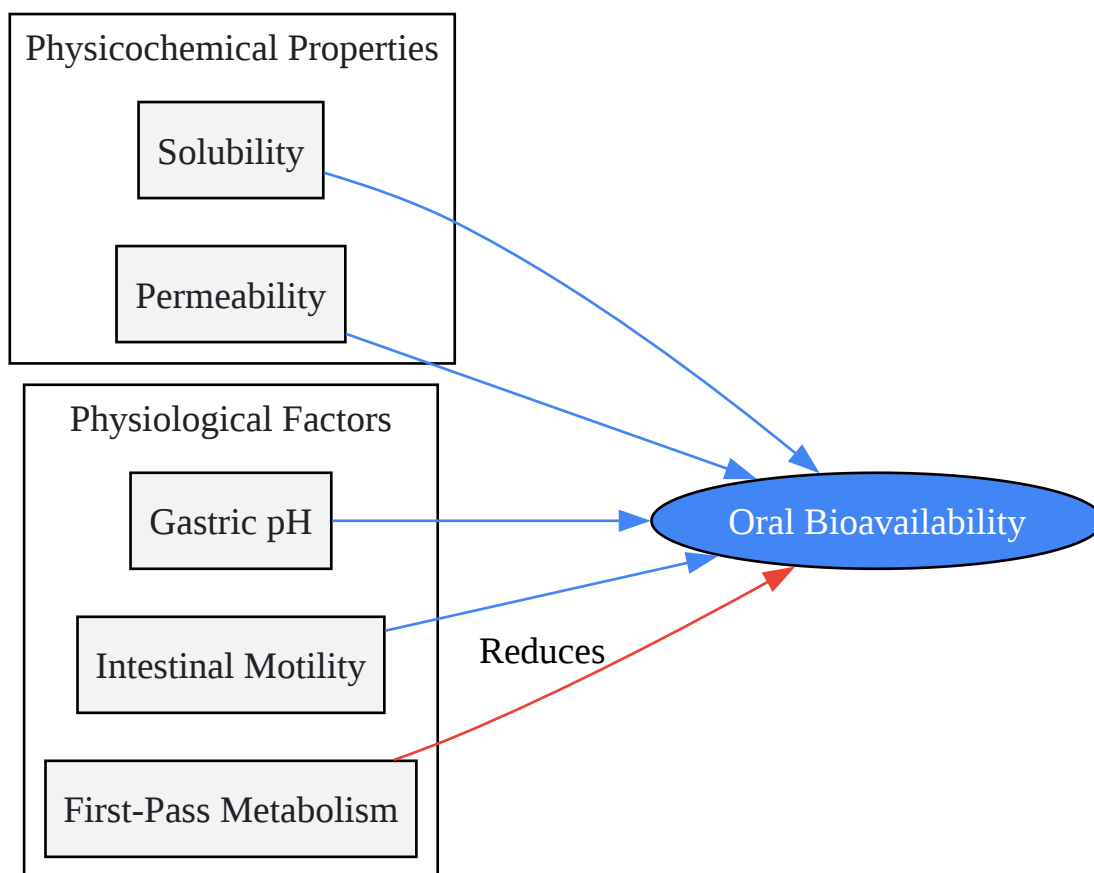 Physicochemical Properties
Solubility
Permeability
Physiological Factors
Gastric pH
Oral Bioavailability
Intestinal Motility
Reduces
First-Pass Metabolism